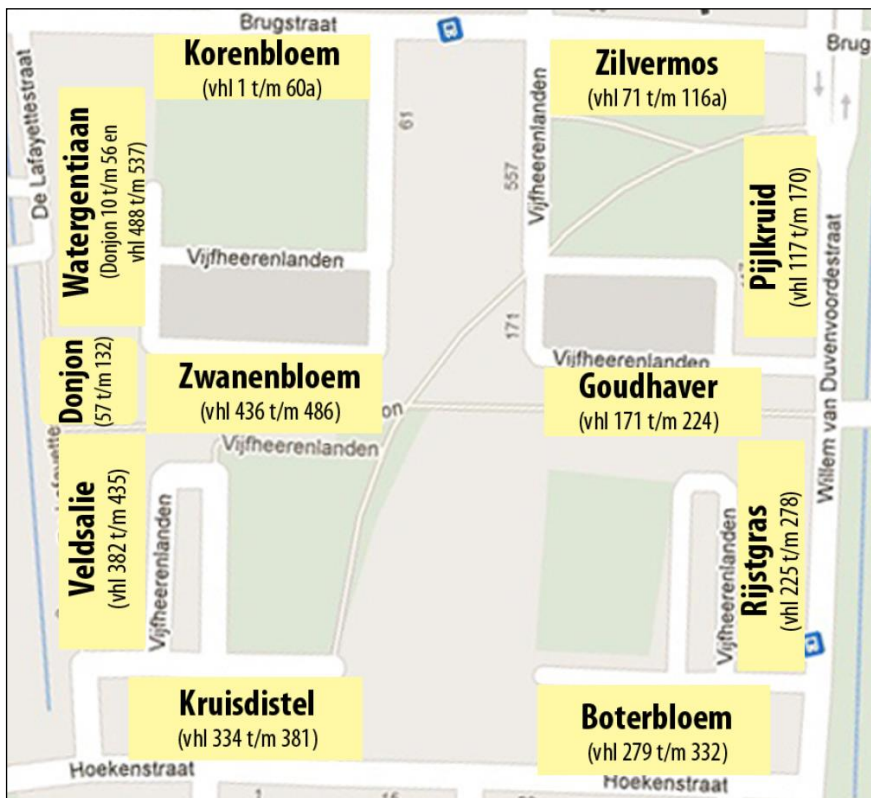 Brugstraat
Brug
Korenbloem
(vhl 1 t/m 60a)
Zilvermos
(vhl 71 t/m 116a)
De Lafayettestraat
Watergentiaan
(Donjon 10 t/m 56 en
vhl 488 t/m 537)
61
557
Vijfheerenlanden
Pijlkruid
(vhl 117 t/m 170)
Vijfheerenlanden
171
Vijfheerenlanden
Willem van Duvenvoordestraat
Donjon
(57 t/m 132)
Zwanenbloem
(vhl 436 t/m 486)
on
Goudhaver
(vhl 171 t/m 224)
Vijfheerenlanden
Veldsalie
(vhl 382 t/m 435)
Vijfheerenlanden
Vijfheerenlanden
Rijstgras
(vhl 225 t/m 278)
Kruisdistel
(vhl 334 t/m 381)
Boterbloem
(vhl 279 t/m 332)
Hoekenstraat
Hoekenstraat
1